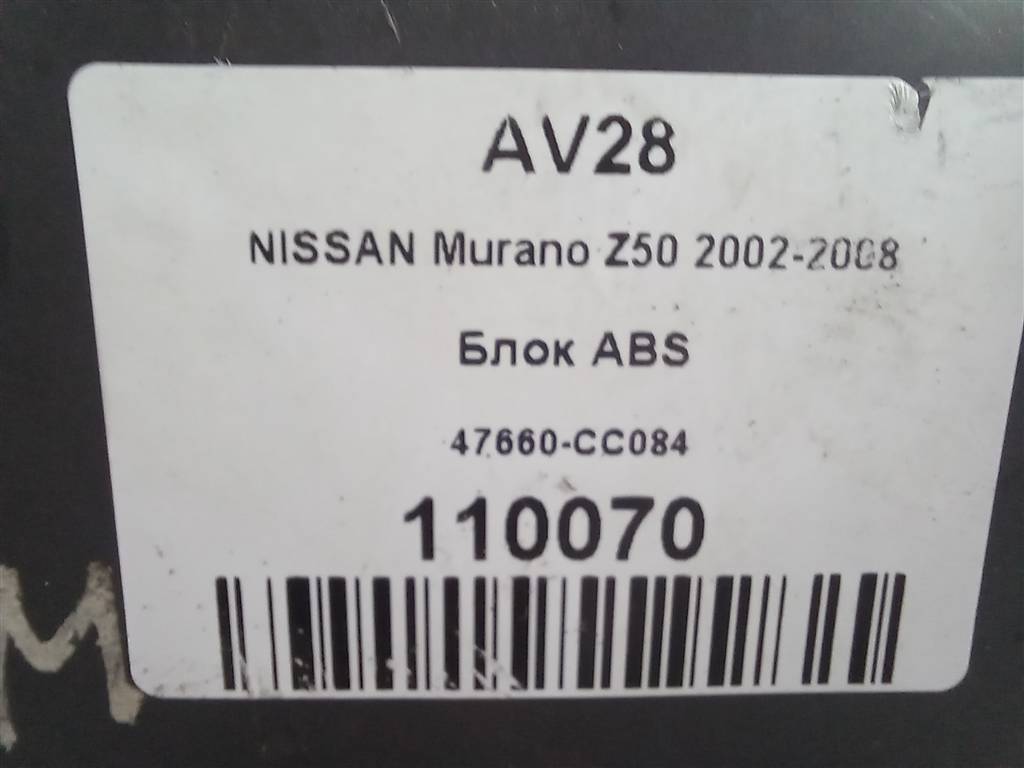 AV28
NISSAN Murano Z50 2002-2008
Блок ABS
47660-CC084
110070
M